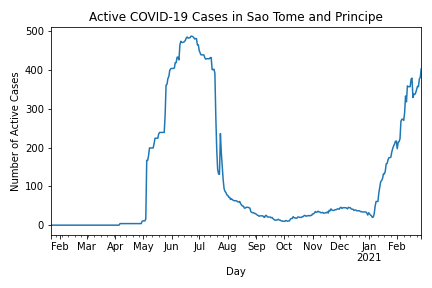 Active COVID-19 Cases in Sao Tome and Principe
Number of Active Cases
500
400
300
200
100
0
Feb Mar Apr May Jun Jul Aug Sep Oct Nov Dec Jan Feb
2021
Day